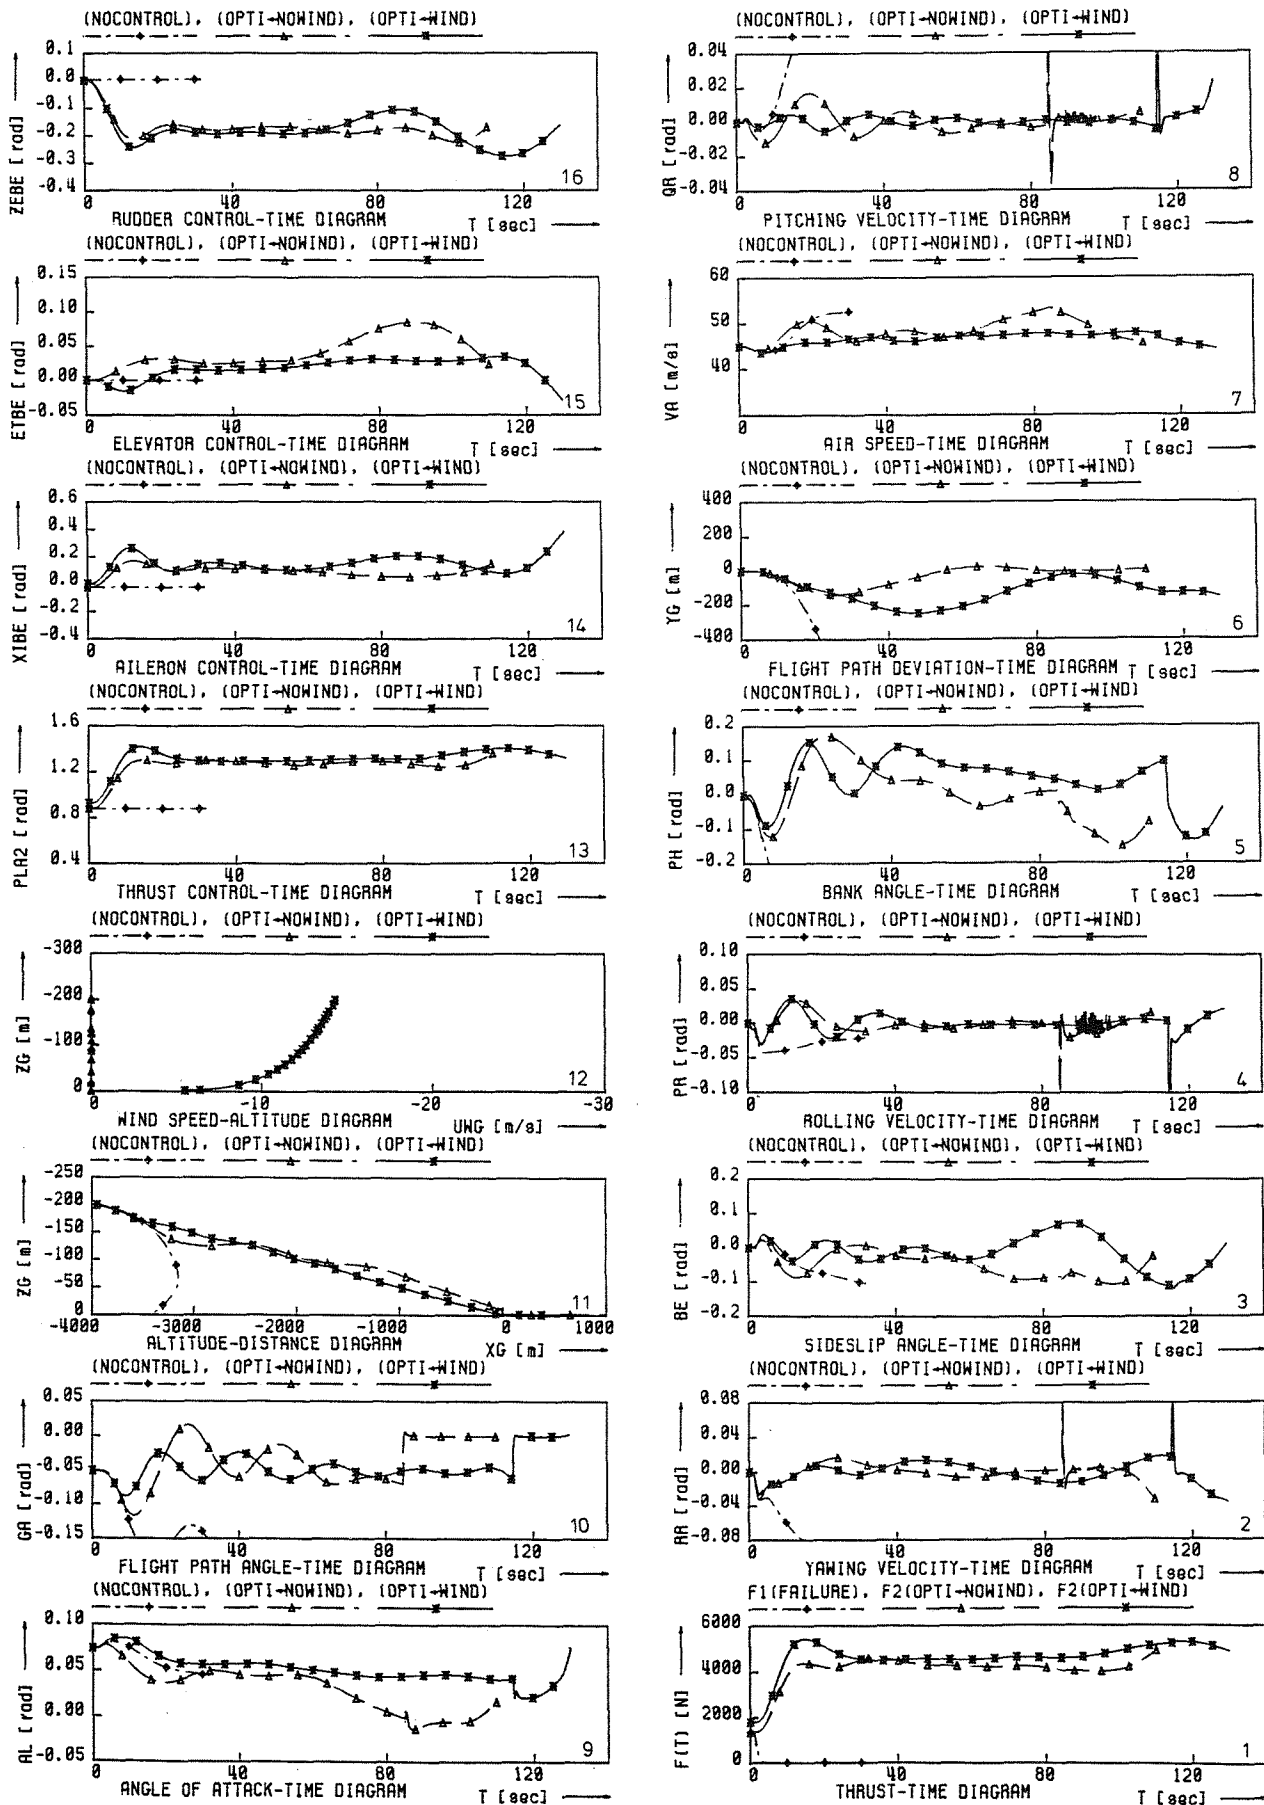 (NOCONTROL), (OPTI→NOWIND), (OPTI→WIND)
ZEBE [rad]
0.1
0.0
-0.1
-0.2
-0.3
-0.4
0 40 80 120
16
RUDDER CONTROL-TIME DIAGRAM
T [sec]
(NOCONTROL), (OPTI→NOWIND), (OPTI→WIND)
ETBE [rad]
0.15
0.10
0.05
0.00
-0.05
0 40 80 120
15
ELEVATOR CONTROL-TIME DIAGRAM
T [sec]
(NOCONTROL), (OPTI→NOWIND), (OPTI→WIND)
XIBE [rad]
0.6
0.4
0.2
0.0
-0.2
-0.4
0 40 80 120
14
AILERON CONTROL-TIME DIAGRAM
T [sec]
(NOCONTROL), (OPTI→NOWIND), (OPTI→WIND)
PLA2 [rad]
1.6
1.2
0.8
0.4
0 40 80 120
13
THRUST CONTROL-TIME DIAGRAM
T [sec]
(NOCONTROL), (OPTI→NOWIND), (OPTI→WIND)
ZG [m]
-300
-200
-100
0
0 -10 -20 -30
12
WIND SPEED-ALTITUDE DIAGRAM
UWG [m/s]
(NOCONTROL), (OPTI→NOWIND), (OPTI→WIND)
ZG [m]
-250
-200
-150
-100
-50
0
-4000 -3000 -2000 -1000 0 1000
11
ALTITUDE-DISTANCE DIAGRAM
XG [m]
(NOCONTROL), (OPTI→NOWIND), (OPTI→WIND)
GA [rad]
0.05
0.00
-0.05
-0.10
-0.15
0 40 80 120
10
FLIGHT PATH ANGLE-TIME DIAGRAM
T [sec]
(NOCONTROL), (OPTI→NOWIND), (OPTI→WIND)
AL [rad]
0.10
0.05
0.00
-0.05
0 40 80 120
9
ANGLE OF ATTACK-TIME DIAGRAM
T [sec]
(NOCONTROL), (OPTI→NOWIND), (OPTI→WIND)
QR [rad]
0.04
0.02
0.00
-0.02
-0.04
0 40 80 120
8
PITCHING VELOCITY-TIME DIAGRAM
T [sec]
(NOCONTROL), (OPTI→NOWIND), (OPTI→WIND)
VA [m/s]
60
50
40
0 40 80 120
7
AIR SPEED-TIME DIAGRAM
T [sec]
(NOCONTROL), (OPTI→NOWIND), (OPTI→WIND)
YG [m]
400
200
0
-200
-400
0 40 80 120
6
FLIGHT PATH DEVIATION-TIME DIAGRAM
T [sec]
(NOCONTROL), (OPTI→NOWIND), (OPTI→WIND)
PH [rad]
0.2
0.1
0.0
-0.1
-0.2
0 40 80 120
5
BANK ANGLE-TIME DIAGRAM
T [sec]
(NOCONTROL), (OPTI→NOWIND), (OPTI→WIND)
PR [rad]
0.10
0.05
0.00
-0.05
-0.10
0 40 80 120
4
ROLLING VELOCITY-TIME DIAGRAM
T [sec]
(NOCONTROL), (OPTI→NOWIND), (OPTI→WIND)
BE [rad]
0.2
0.1
0.0
-0.1
-0.2
0 40 80 120
3
SIDESLIP ANGLE-TIME DIAGRAM
T [sec]
(NOCONTROL), (OPTI→NOWIND), (OPTI→WIND)
RR [rad]
0.08
0.04
0.00
-0.04
-0.08
0 40 80 120
2
YAWING VELOCITY-TIME DIAGRAM
T [sec]
F1(FAILURE), F2(OPTI→NOWIND), F2(OPTI→WIND)
F(T) [N]
6000
4000
2000
0
0 40 80 120
1
THRUST-TIME DIAGRAM
T [sec]